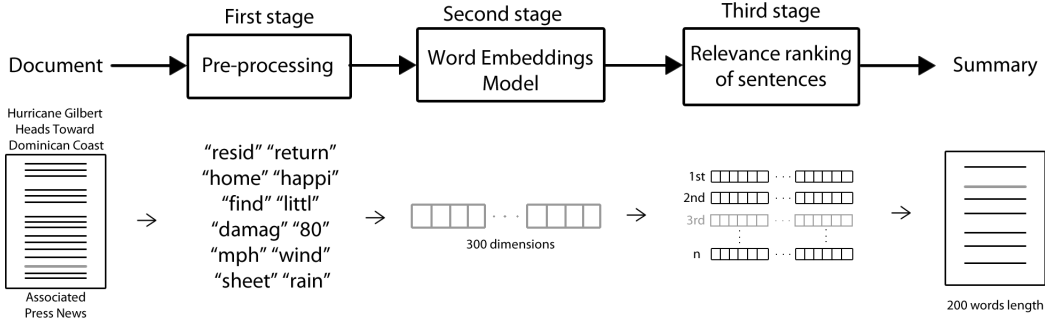 First stage
Second stage
Third stage
Document
Pre-processing
Word Embeddings
Model
Relevance ranking
of sentences
Summary
Hurricane Gilbert
Heads Toward
Dominican Coast
Associated
Press News
“resid” “return”
“home” “happi”
“find” “littl”
“damag” “80”
“mph” “wind”
“sheet” “rain”
. . .
300 dimensions
1st . . .
2nd . . .
3rd . . .
n . . .
200 words length